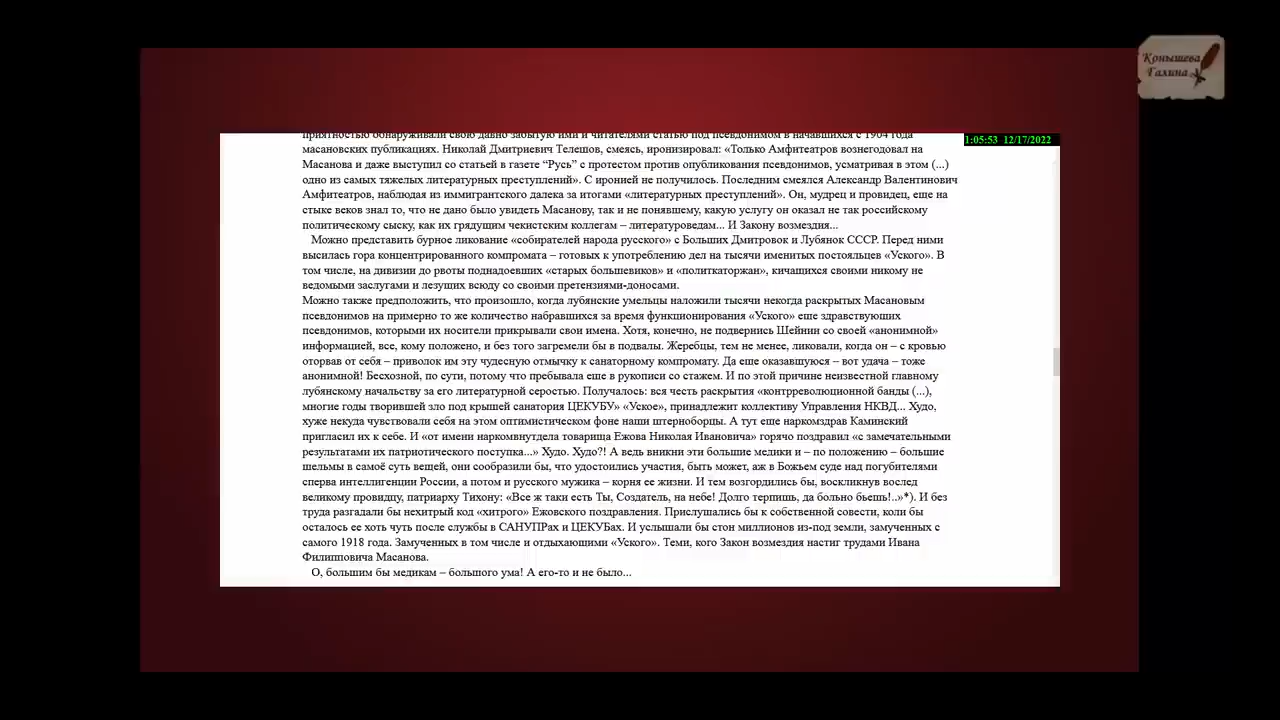 Конышева
Галина
1:05:53 12/17/2022
приятностью обнаруживали свою давно забытую ими и читателями статью под псевдонимом в начавшихся с 1904 года
масановских публикациях. Николай Дмитриевич Телешов, смеясь, иронизировал: «Только Амфитеатров вознегодовал на
Масанова и даже выступил со статьей в газете “Русь” с протестом против опубликования псевдонимов, усматривая в этом (...)
одно из самых тяжелых литературных преступлений». С иронией не получилось. Последним смеялся Александр Валентинович
Амфитеатров, наблюдая из иммигрантского далека за итогами «литературных преступлений». Он, мудрец и провидец, еще на
стыке веков знал то, что не дано было увидеть Масанову, так и не понявшему, какую услугу он оказал не так российскому
политическому сыску, как их грядущим чекистским коллегам – литературоведам... И Закону возмездия...
Можно представить бурное ликование «собирателей народа русского» с Больших Дмитровок и Лубянок СССР. Перед ними
высилась гора концентрированного компромата – готовых к употреблению дел на тысячи именитых постояльцев «Уского». В
том числе, на дивизии до рвоты поднадоевших «старых большевиков» и «политкаторжан», кичащихся своими никому не
ведомыми заслугами и лезущих всюду со своими претензиями-доносами.
Можно также предположить, что произошло, когда лубянские умельцы наложили тысячи некогда раскрытых Масановым
псевдонимов на примерно то же количество набравшихся за время функционирования «Уского» еще здравствующих
псевдонимов, которыми их носители прикрывали свои имена. Хотя, конечно, не подвернись Шейнин со своей «анонимной»
информацией, все, кому положено, и без того загремели бы в подвалы. Жеребцы, тем не менее, ликовали, когда он – с кровью
оторвав от себя – приволок им эту чудесную отмычку к санаторному компромату. Да еще оказавшуюся – вот удача – тоже
анонимной! Бесхозной, по сути, потому что пребывала еще в рукописи со стажем. И по этой причине неизвестной главному
лубянскому начальству за его литературной серостью. Получалось: вся честь раскрытия «контрреволюционной банды (...),
многие годы творившей зло под крышей санатория ЦЕКУБУ» «Уское», принадлежит коллективу Управления НКВД... Худо,
хуже некуда чувствовали себя на этом оптимистическом фоне наши штерноборцы. А тут еще наркомздрав Каминский
пригласил их к себе. И «от имени наркомвнутдела товарища Ежова Николая Ивановича» горячо поздравил «с замечательными
результатами их патриотического поступка...» Худо. Худо?! А ведь вникни эти большие медики и – по положению – большие
шельмы в самоё суть вещей, они сообразили бы, что удостоились участия, быть может, аж в Божьем суде над погубителями
сперва интеллигенции России, а потом и русского мужика – корня ее жизни. И тем возгордились бы, воскликнув вослед
великому провидцу, патриарху Тихону: «Все ж таки есть Ты, Создатель, на небе! Долго терпишь, да больно бьешь!..»*). И без
труда разгадали бы нехитрый код «хитрого» Ежовского поздравления. Прислушались бы к собственной совести, коли бы
осталось ее хоть чуть после службы в САНУПРах и ЦЕКУБах. И услышали бы стон миллионов из-под земли, замученных с
самого 1918 года. Замученных в том числе и отдыхающими «Уского». Теми, кого Закон возмездия настиг трудами Ивана
Филипповича Масанова.
О, большим бы медикам – большого ума! А его-то и не было...